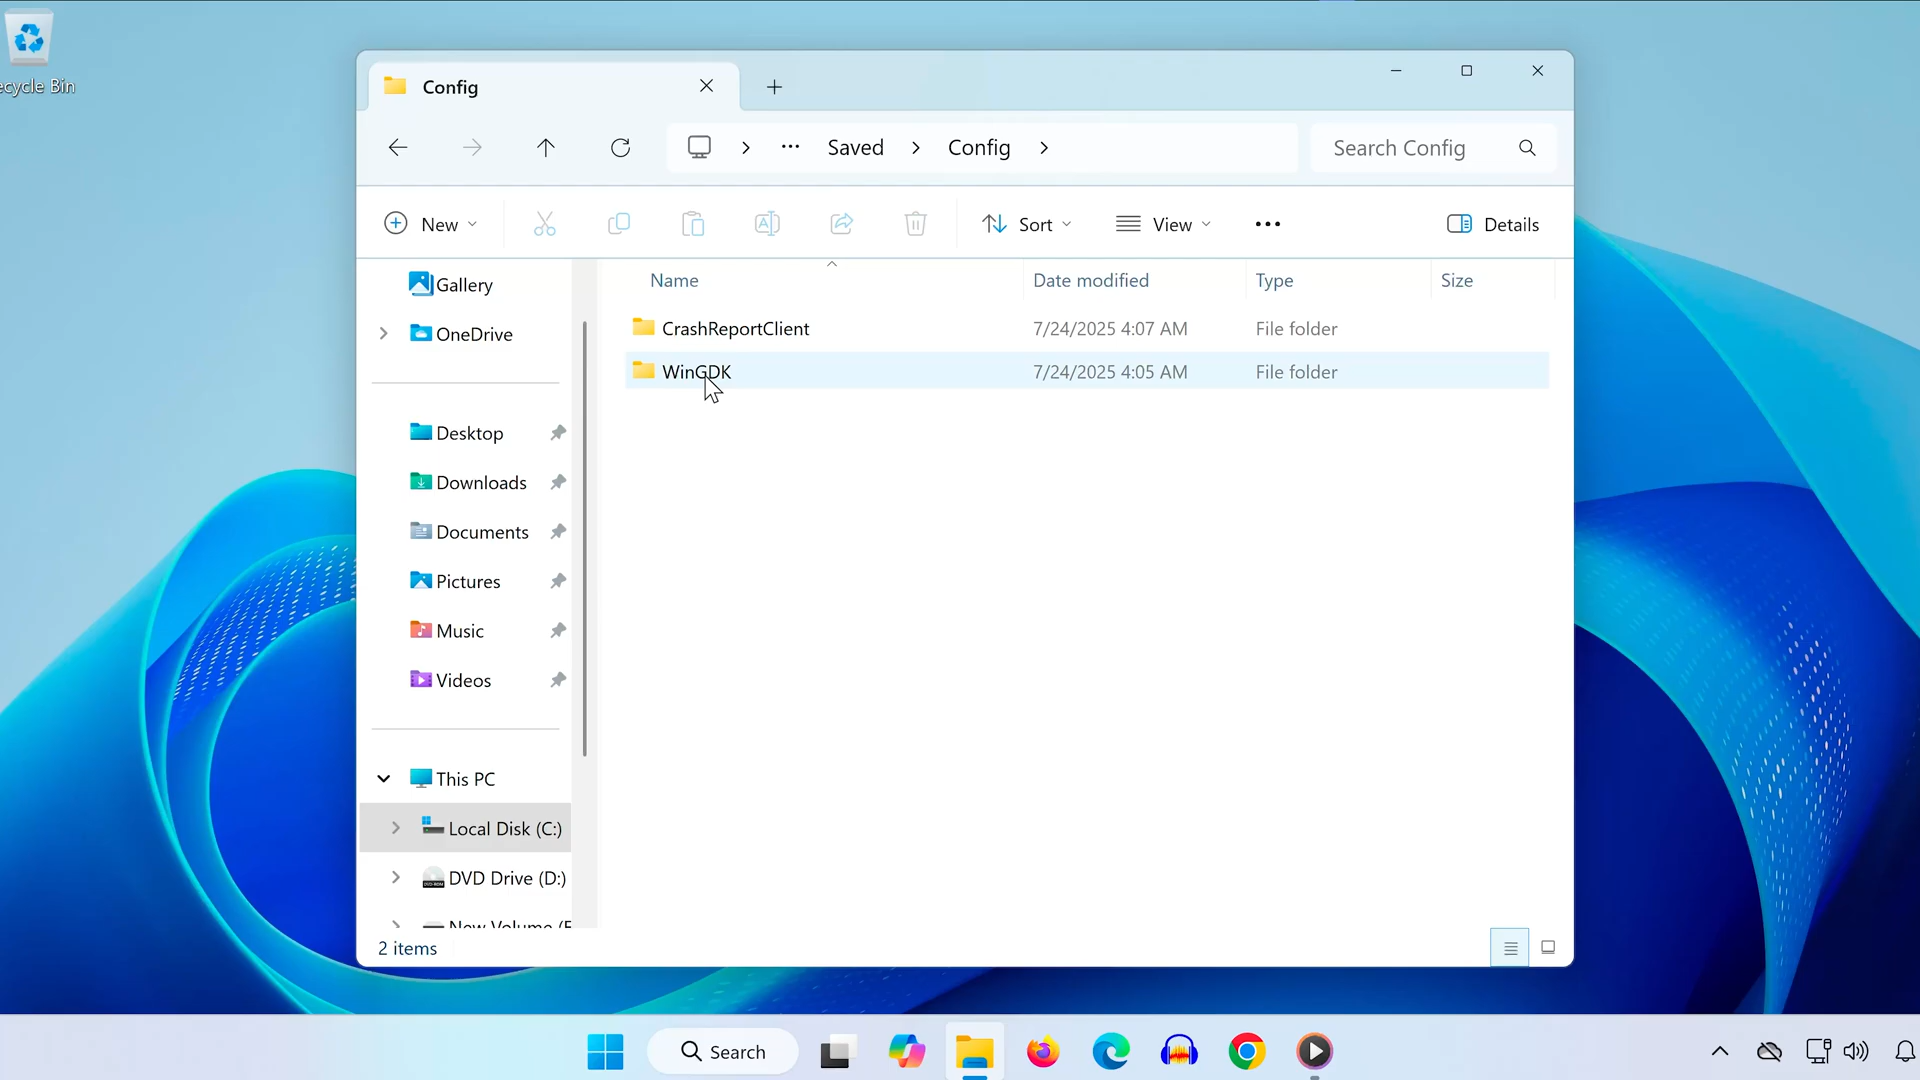 ecycle Bin
Config
Saved
Config
Search Config
New
Sort
View
Details
Name
Date modified
Type
Size
CrashReportClient
7/24/2025 4:07 AM
File folder
WinGDK
7/24/2025 4:05 AM
File folder
Gallery
OneDrive
Desktop
Downloads
Documents
Pictures
Music
Videos
This PC
Local Disk (C:)
DVD Drive (D:)
New Volume (E
2 items
Search